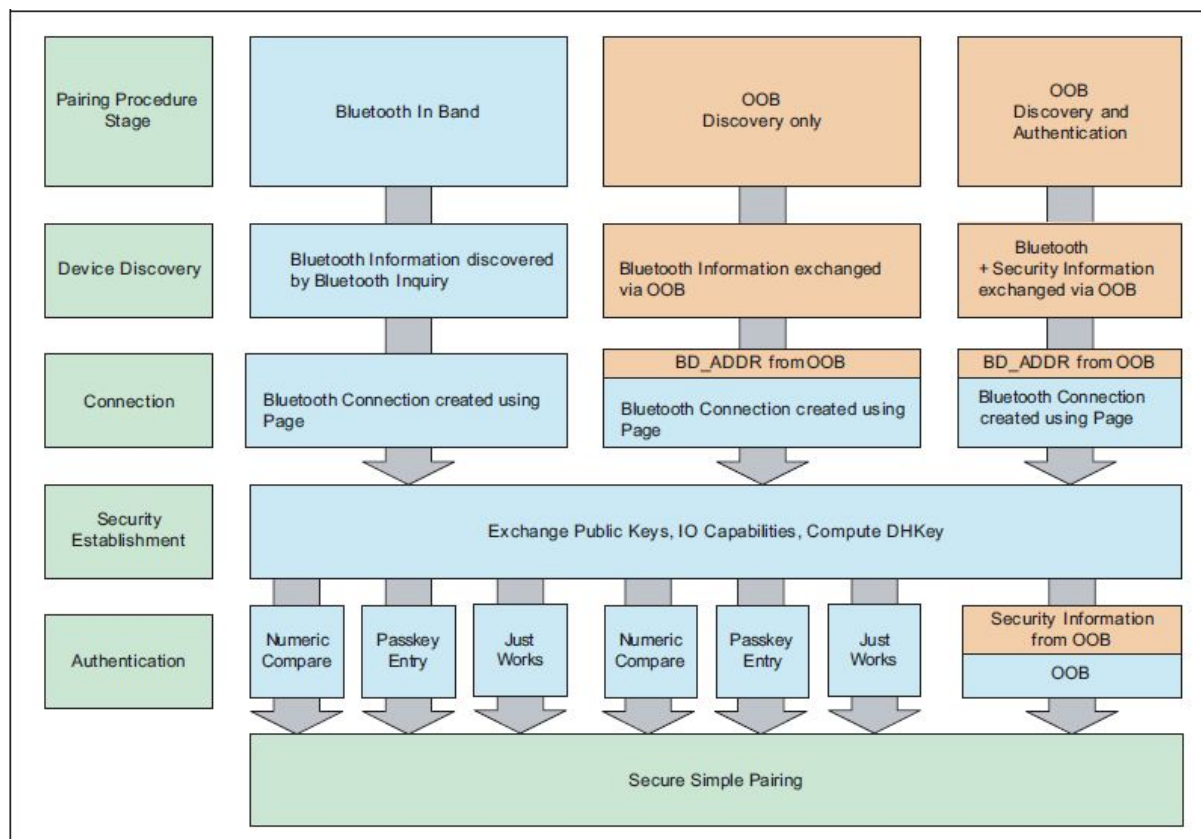 Pairing Procedure
Stage
Bluetooth In Band
OOB
Discovery only
OOB
Discovery and
Authentication
Device Discovery
Bluetooth Information discovered
by Bluetooth Inquiry
Bluetooth Information exchanged
via OOB
Bluetooth
+ Security Information
exchanged via OOB
Connection
Bluetooth Connection created using
Page
BD_ADDR from OOB
Bluetooth Connection created using
Page
BD_ADDR from OOB
Bluetooth Connection
created using Page
Security
Establishment
Exchange Public Keys, IO Capabilities, Compute DHKey
Authentication
Numeric
Compare
Passkey
Entry
Just
Works
Numeric
Compare
Passkey
Entry
Just
Works
Security Information
from OOB
OOB
Secure Simple Pairing